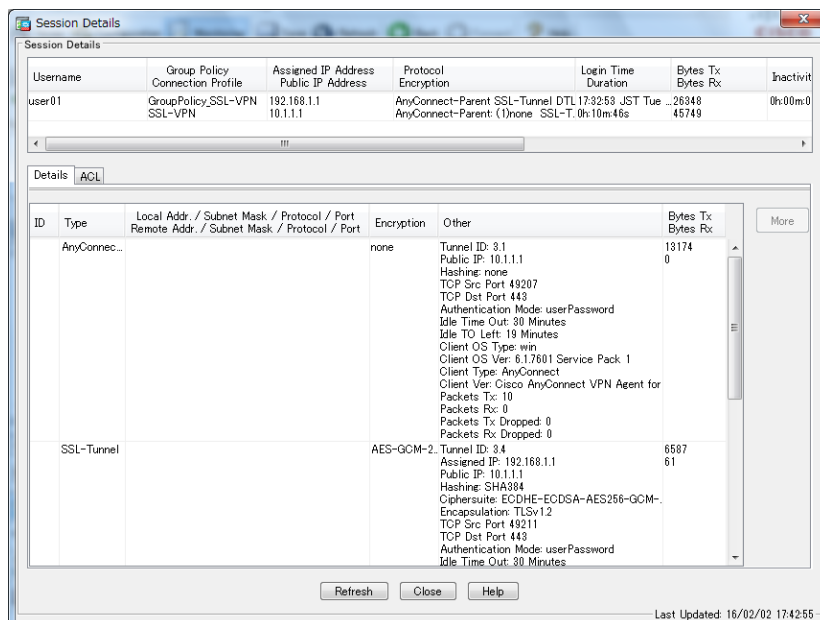 Session Details
Session Details
Username
Group Policy
Connection Profile
Assigned IP Address
Public IP Address
Protocol
Encryption
Login Time
Duration
Bytes Tx
Bytes Rx
Inactivit
user01
GroupPolicy_SSL-VPN
SSL-VPN
192.168.1.1
10.1.1.1
AnyConnect-Parent SSL-Tunnel DTL
AnyConnect-Parent: (1)none SSL-T.
17:32:53 JST Tue ...
0h:10m:46s
26348
45749
0h:00m:0
Details
ACL
ID
Type
Local Addr. / Subnet Mask / Protocol / Port
Remote Addr. / Subnet Mask / Protocol / Port
Encryption
Other
Bytes Tx
Bytes Rx
More
AnyConnec...
none
Tunnel ID: 3.1
Public IP: 10.1.1.1
Hashing: none
TCP Src Port 49207
TCP Dst Port 443
Authentication Mode: userPassword
Idle Time Out: 30 Minutes
Idle TO Left: 19 Minutes
Client OS Type: win
Client OS Ver: 6.1.7601 Service Pack 1
Client Type: AnyConnect
Client Ver: Cisco AnyConnect VPN Agent for
Packets Tx: 10
Packets Rx: 0
Packets Tx Dropped: 0
Packets Rx Dropped: 0
13174
0
SSL-Tunnel
AES-GCM-2..
Tunnel ID: 3.4
Assigned IP: 192.168.1.1
Public IP: 10.1.1.1
Hashing: SHA384
Ciphersuite: ECDHE-ECDSA-AES256-GCM-.
Encapsulation: TLSv1.2
TCP Src Port 49211
TCP Dst Port 443
Authentication Mode: userPassword
Idle Time Out: 30 Minutes
6587
61
Refresh
Close
Help
Last Updated: 16/02/02 17:42:55